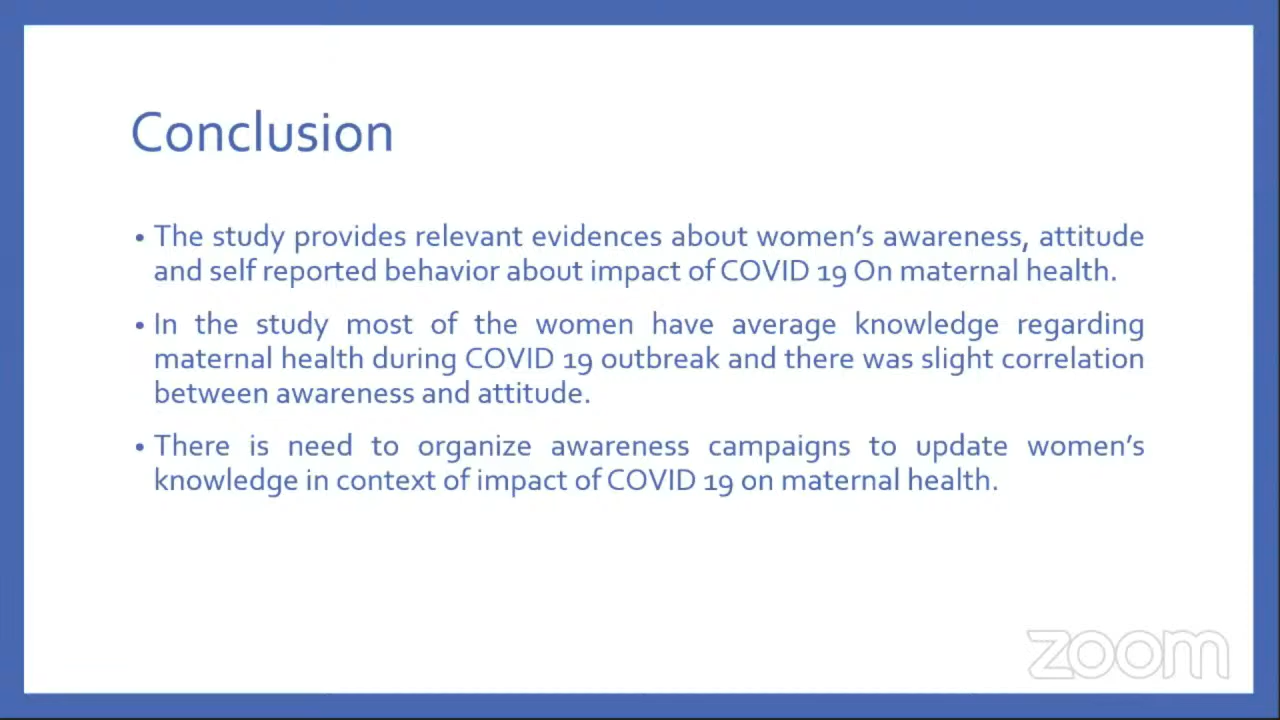 Conclusion
• The study provides relevant evidences about women's awareness, attitude
and self reported behavior about impact of COVID 19 On maternal health.
• In the study most of the women have average knowledge regarding
maternal health during COVID 19 outbreak and there was slight correlation
between awareness and attitude.
• There is need to organize awareness campaigns to update women's
knowledge in context of impact of COVID 19 on maternal health.
zoom